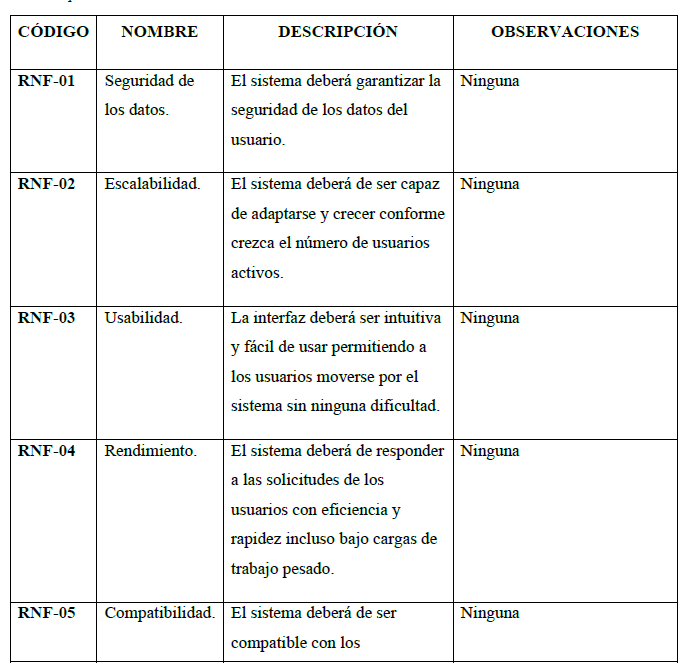 CÓDIGO NOMBRE DESCRIPCIÓN OBSERVACIONES
RNF-01 Seguridad de El sistema deberá garantizar la Ninguna
los datos. seguridad de los datos del
usuario.
RNF-02 Escalabilidad. El sistema deberá de ser capaz Ninguna
de adaptarse y crecer conforme
crezca el número de usuarios
activos.
RNF-03 Usabilidad. La interfaz deberá ser intuitiva Ninguna
y fácil de usar permitiendo a
los usuarios moverse por el
sistema sin ninguna dificultad.
RNF-04 Rendimiento. El sistema deberá de responder Ninguna
a las solicitudes de los
usuarios con eficiencia y
rapidez incluso bajo cargas de
trabajo pesado.
RNF-05 Compatibilidad. El sistema deberá de ser Ninguna
compatible con los